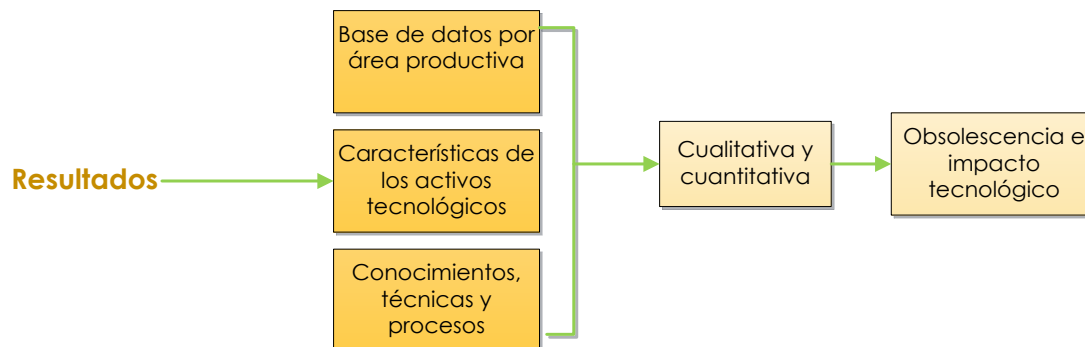 Resultados
Base de datos por
área productiva
Características de
los activos
tecnológicos
Conocimientos,
técnicas y
procesos
Cualitativa y
cuantitativa
Obsolescencia e
impacto
tecnológico